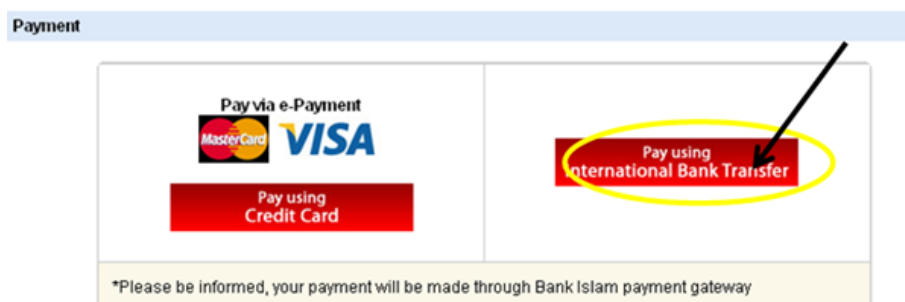 Payment
Pay via e-Payment
MasterCard VISA
Pay using
Credit Card
Pay using
International Bank Transfer
*Please be informed, your payment will be made through Bank Islam payment gateway